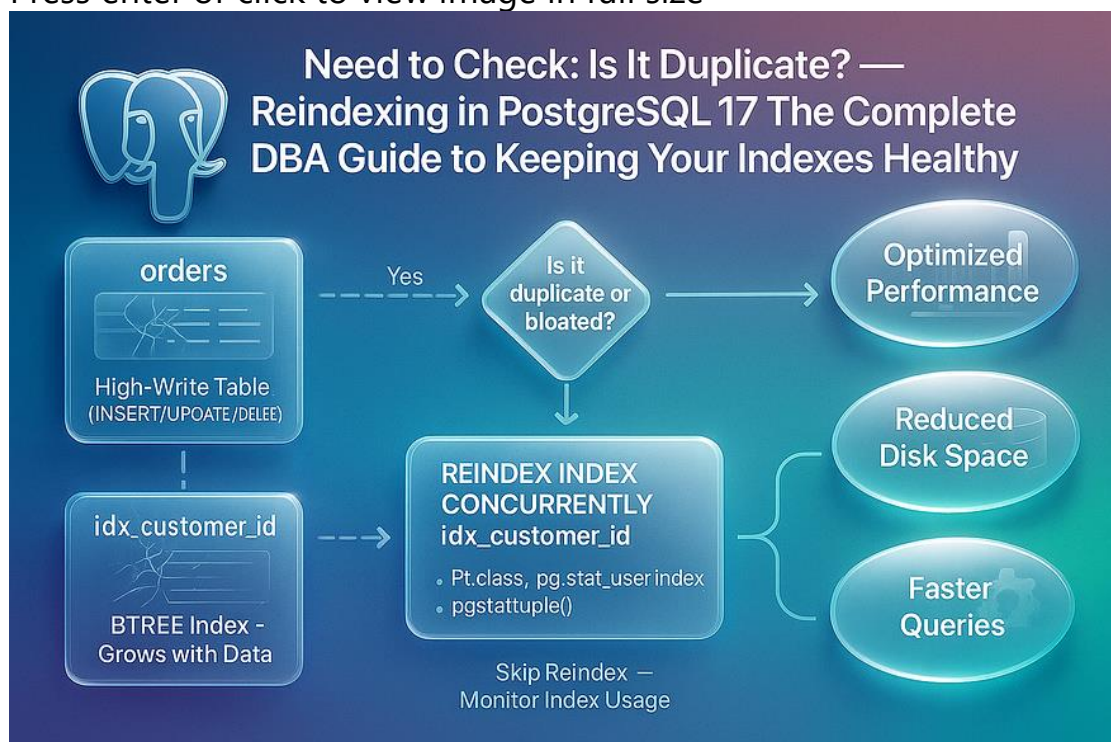 Press enter or click to view image in full size
Need to Check: Is It Duplicate? —
Reindexing in PostgreSQL 17 The Complete
DBA Guide to Keeping Your Indexes Healthy
orders
High-Write Table
(INSERT/UPOATE/DELEE)
Yes
Is it
duplicate or
bloated?
Optimized
Performance
idx_customer_id
BTREE Index -
Grows with Data
REINDEX INDEX
CONCURRENTLY
idx_customer_id
• Pt.class, pg.stat_user index
• pgstattuple()
Skip Reindex —
Monitor Index Usage
Reduced
Disk Space
Faster
Queries